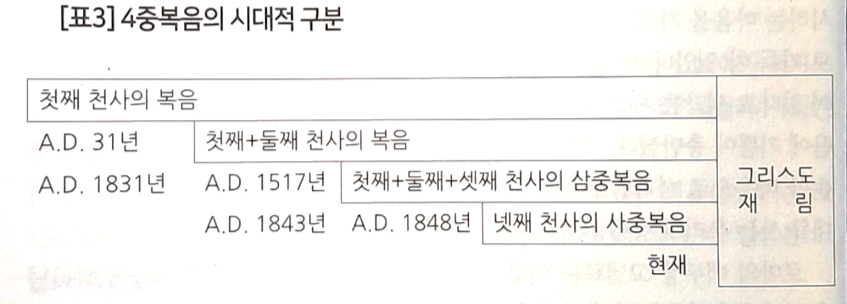 [표3] 4중복음의 시대적 구분
첫째 천사의 복음
A.D. 31년 첫째+둘째 천사의 복음
A.D. 1831년 A.D. 1517년 첫째+둘째+셋째 천사의 삼중복음
A.D. 1843년 A.D. 1848년 넷째 천사의 사중복음
현재
그리스도
재 림